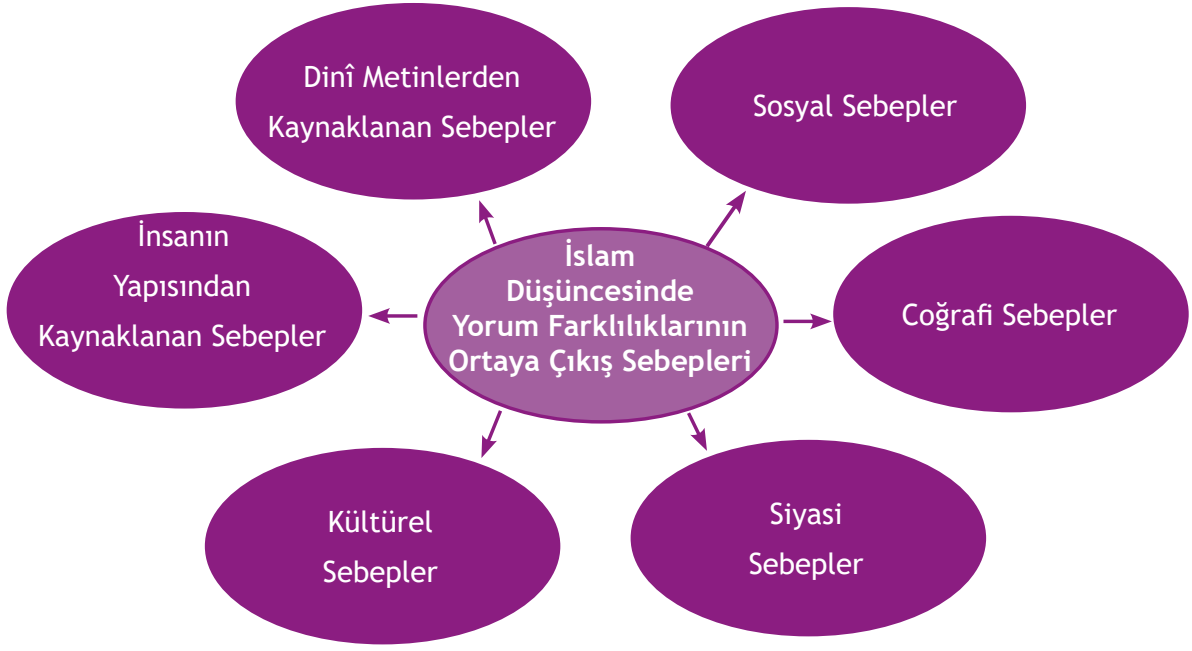 Dinî Metinlerden
Kaynaklanan Sebepler
Sosyal Sebepler
İnsanın
Yapısından
Kaynaklanan Sebepler
İslam
Düşüncesinde
Yorum Farklılıklarının
Ortaya Çıkış Sebepleri
Coğrafi Sebepler
Kültürel
Sebepler
Siyasi
Sebepler